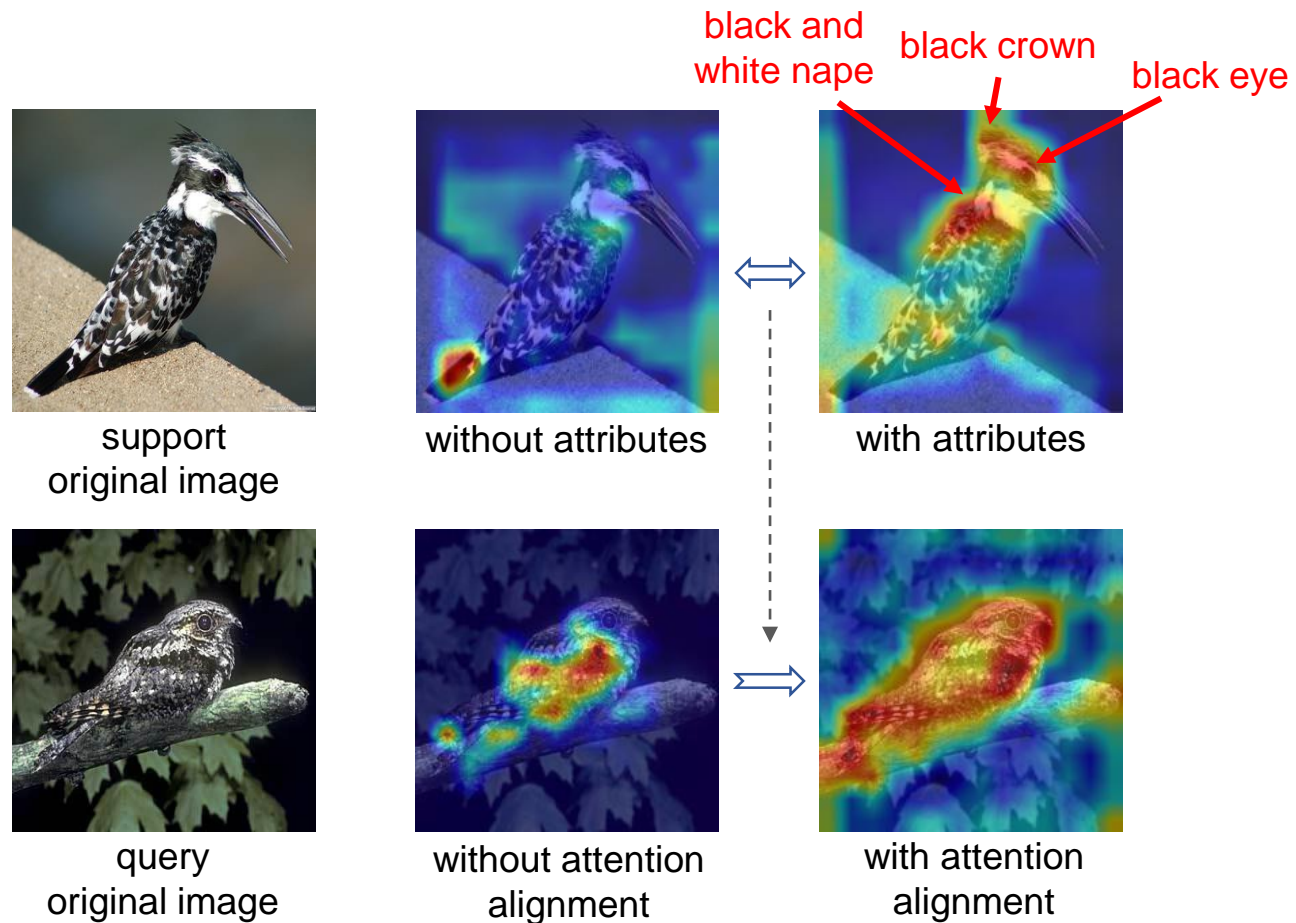 black and
white nape
black crown
black eye
support
original image
without attributes
with attributes
query
original image
without attention
alignment
with attention
alignment